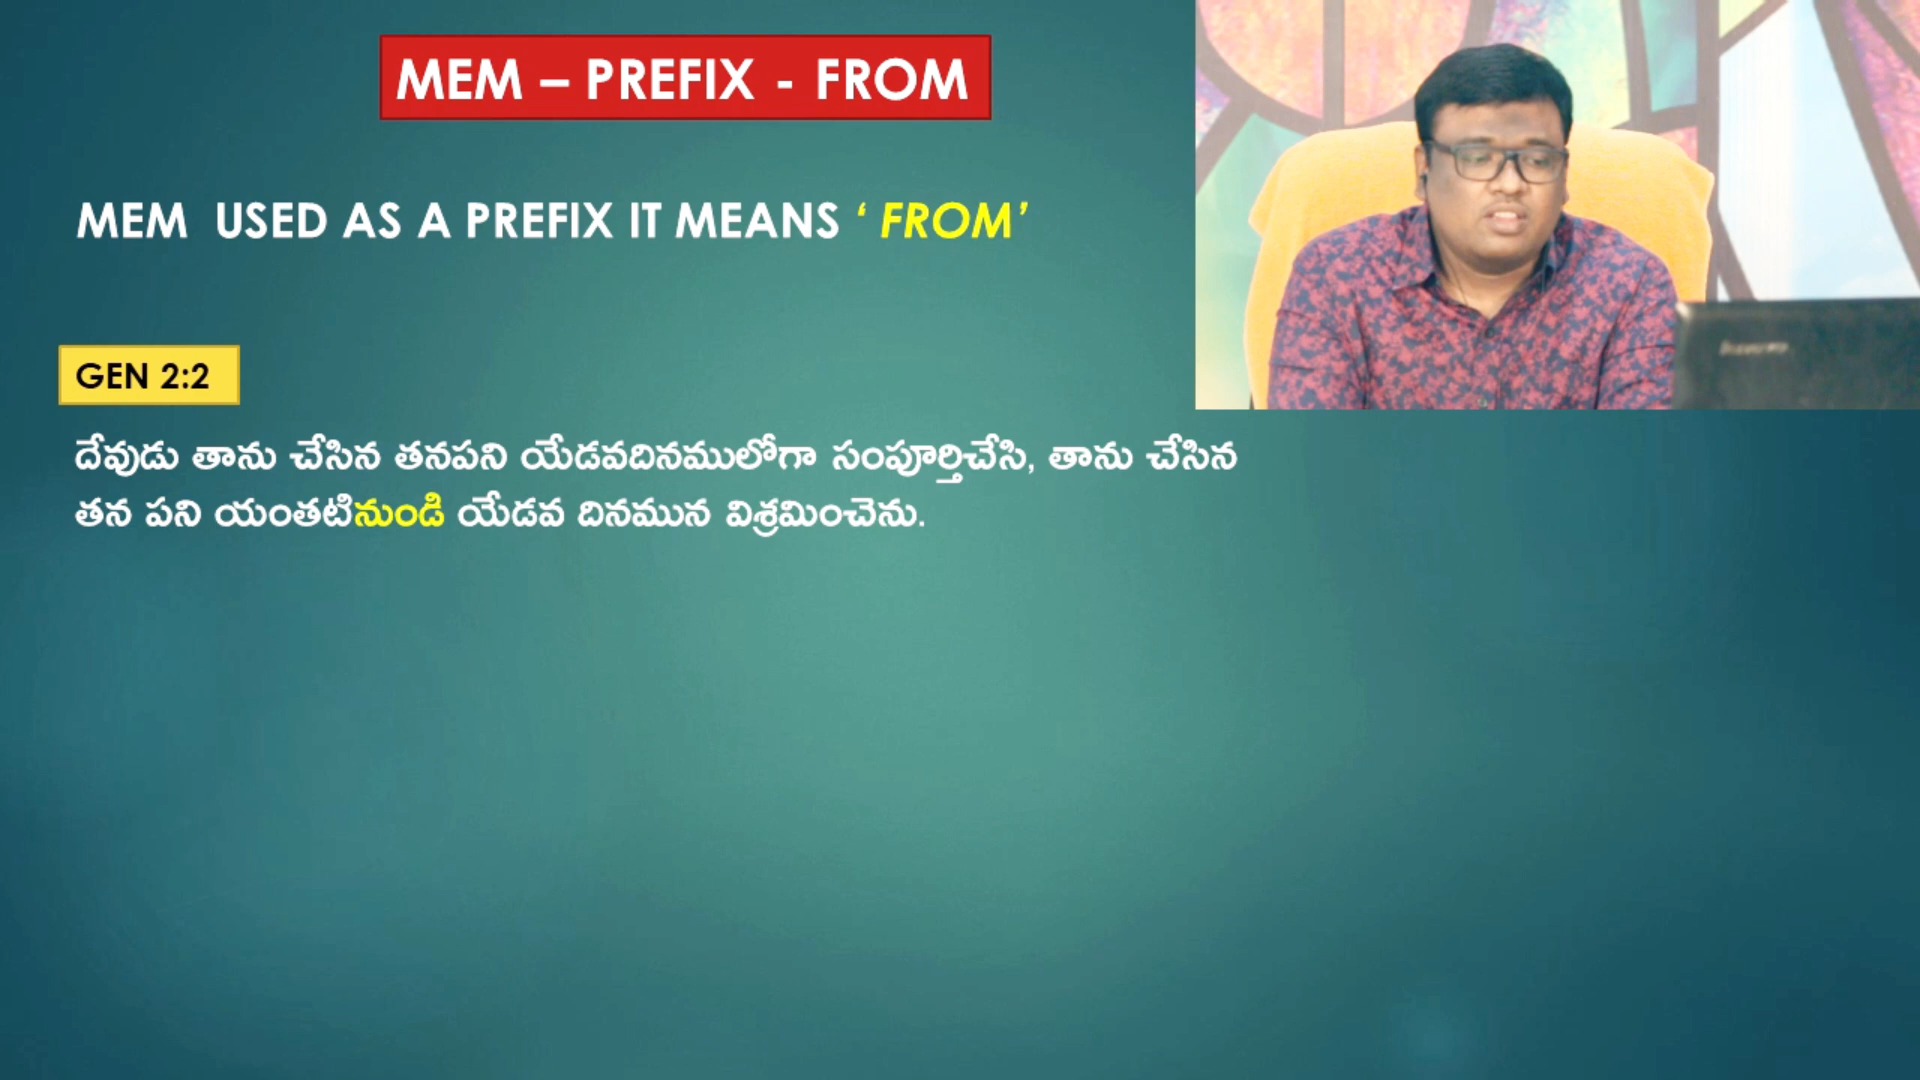 MEM – PREFIX - FROM
MEM USED AS A PREFIX IT MEANS ‘ FROM’
GEN 2:2
దేవుడు తాను చేసిన తనపని యేడవదినములోగా సంపూర్తిచేసి, తాను చేసిన
తన పని యంతటినుండి యేడవ దినమున విశ్రమించెను.